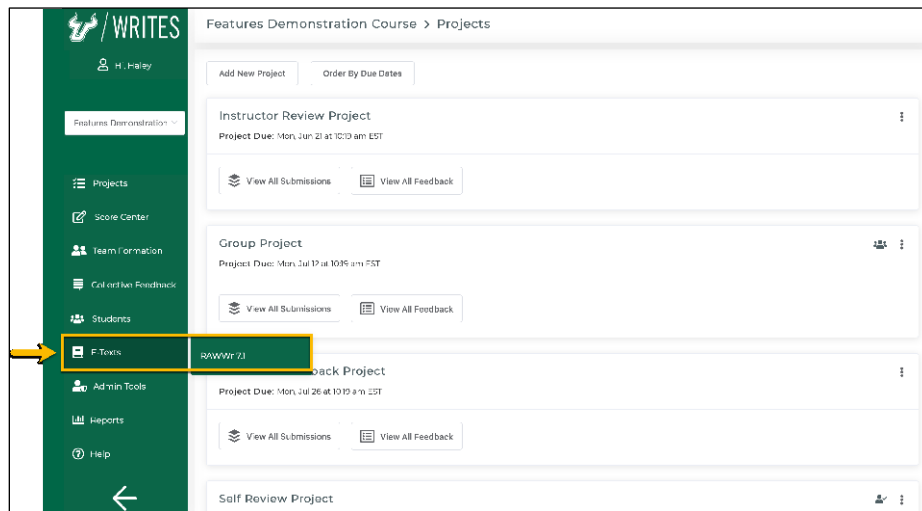 / WRITES
Hi, Haley
Features Demonstration
Projects
Score Center
Team Formation
Collective Feedback
Students
E-Texts
RAWWr 7.1
Admin Tools
Reports
Help
Features Demonstration Course > Projects
Add New Project
Order By Due Dates
Instructor Review Project
Project Due: Mon, Jun 21 at 10:19 am EST
View All Submissions
View All Feedback
Group Project
Project Due: Mon, Jul 12 at 10:19 am EST
View All Submissions
View All Feedback
back Project
Project Due: Mon, Jul 26 at 10:19 am EST
View All Submissions
View All Feedback
Self Review Project